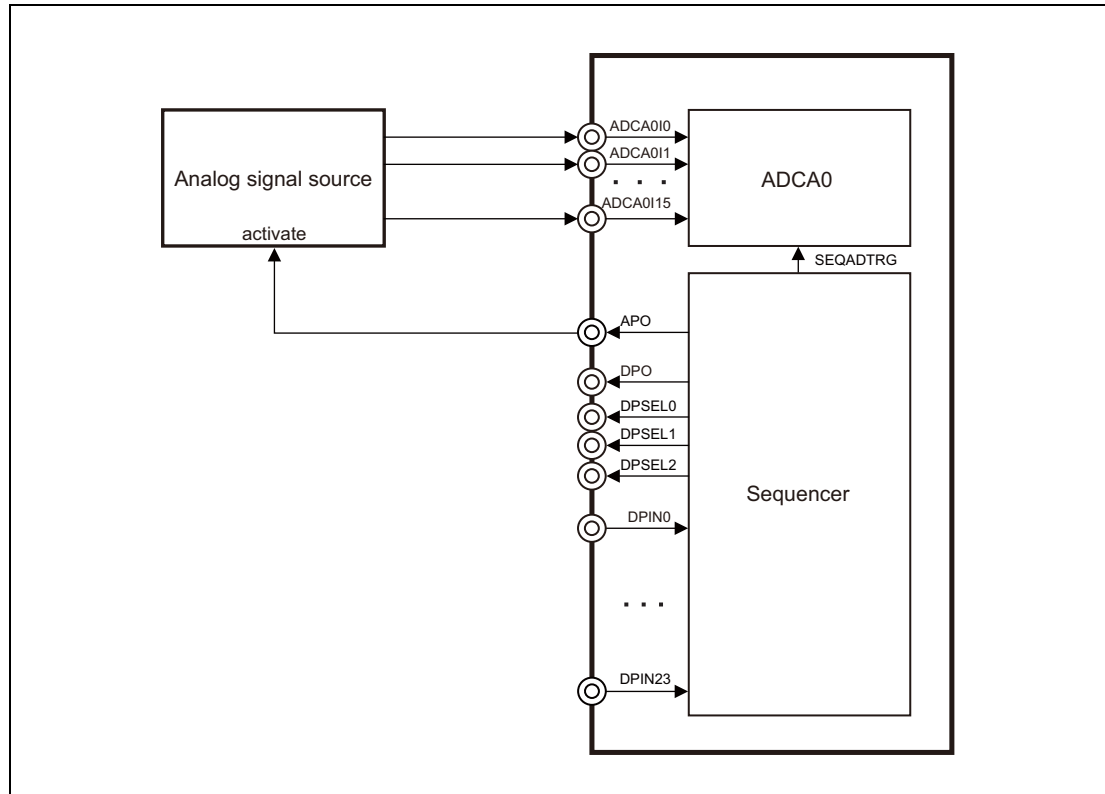 ADCA0I0
ADCA0I1
. . .
ADCA0I15
Analog signal source
activate
ADCA0
SEQADTRG
APO
DPO
DPSEL0
DPSEL1
DPSEL2
Sequencer
DPIN0
. . .
DPIN23